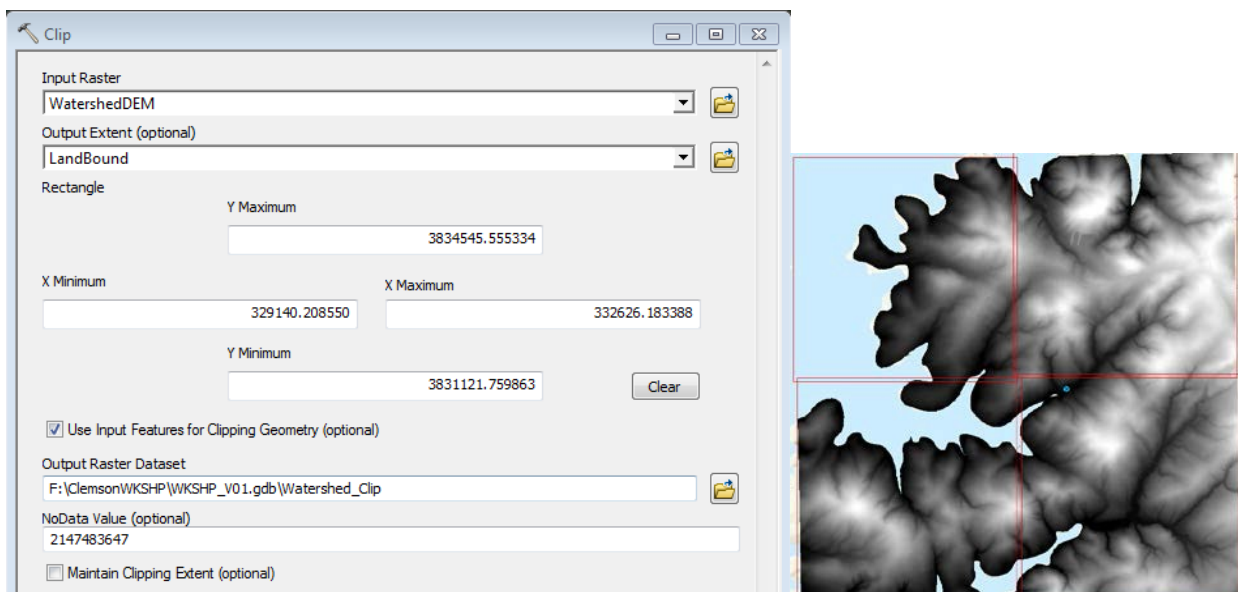 Clip
Input Raster
WatershedDEM
Output Extent (optional)
LandBound
Rectangle
Y Maximum
3834545.555334
X Minimum
X Maximum
329140.208550
332626.183388
Y Minimum
3831121.759863
Clear
Use Input Features for Clipping Geometry (optional)
Output Raster Dataset
F:\ClemsonWKSHP\WKSHP_V01.gdb\Watershed_Clip
NoData Value (optional)
2147483647
Maintain Clipping Extent (optional)